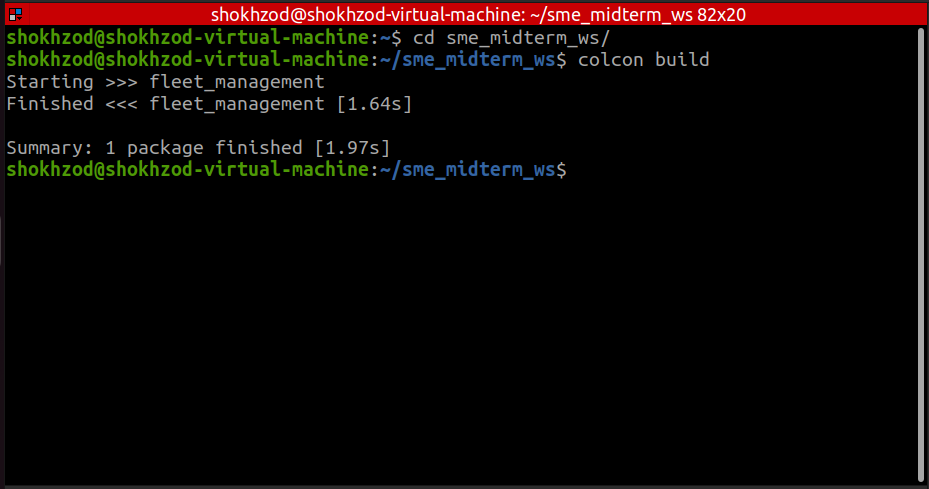 shokhzod@shokhzod-virtual-machine: ~/sme_midterm_ws 82x20
shokhzod@shokhzod-virtual-machine:~$ cd sme_midterm_ws/
shokhzod@shokhzod-virtual-machine:~/sme_midterm_ws$ colcon build
Starting >>> fleet_management
Finished <<< fleet_management [1.64s]
Summary: 1 package finished [1.97s]
shokhzod@shokhzod-virtual-machine:~/sme_midterm_ws$